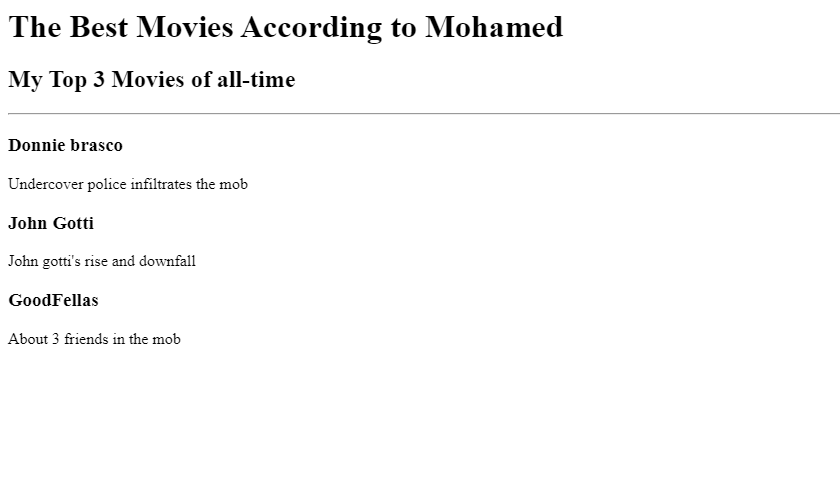 The Best Movies According to Mohamed
My Top 3 Movies of all-time
Donnie brasco
Undercover police infiltrates the mob
John Gotti
John gotti's rise and downfall
GoodFellas
About 3 friends in the mob